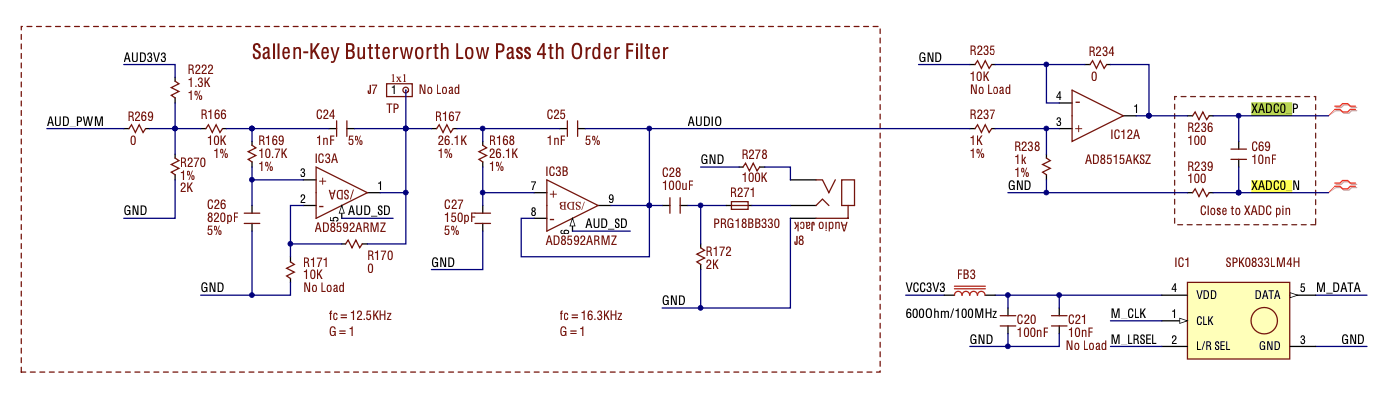 Sallen-Key Butterworth Low Pass 4th Order Filter
AUD3V3
R222
1.3K
1%
AUD_PWM
R269
0
R166
10K
1%
R270
1%
2K
GND
R169
10.7K
1%
C24
1nF 5%
1x1
J7 1 No Load
TP
IC3A
3
+
/SDA
1
2
-
5
AUD_SD
AD8592ARMZ
C26
820pF
5%
R170
0
R171
10K
No Load
GND
fc = 12.5KHz
G = 1
R167
26.1K
1%
R168
26.1K
1%
C25
1nF 5%
IC3B
7
+
/SDB
9
8
-
6
AUD_SD
AD8592ARMZ
C27
150pF
5%
GND
fc = 16.3KHz
G = 1
AUDIO
C28
100uF
GND
R278
100K
R271
PRG18BB330
Audio Jack
J8
R172
2K
GND
GND
R235
10K
No Load
R234
0
4
-
1
3
+
IC12A
AD8515AKSZ
R237
1K
1%
R238
1k
1%
GND
R236
100
R239
100
XADC0_P
C69
10nF
XADC0_N
Close to XADC pin
VCC3V3
FB3
600Ohm/100MHz
C20
100nF
C21
10nF
No Load
GND
IC1
SPK0833LM4H
4 VDD
DATA 5 M_DATA
M_CLK 1 CLK
M_LRSEL 2 L/R SEL
GND 3 GND